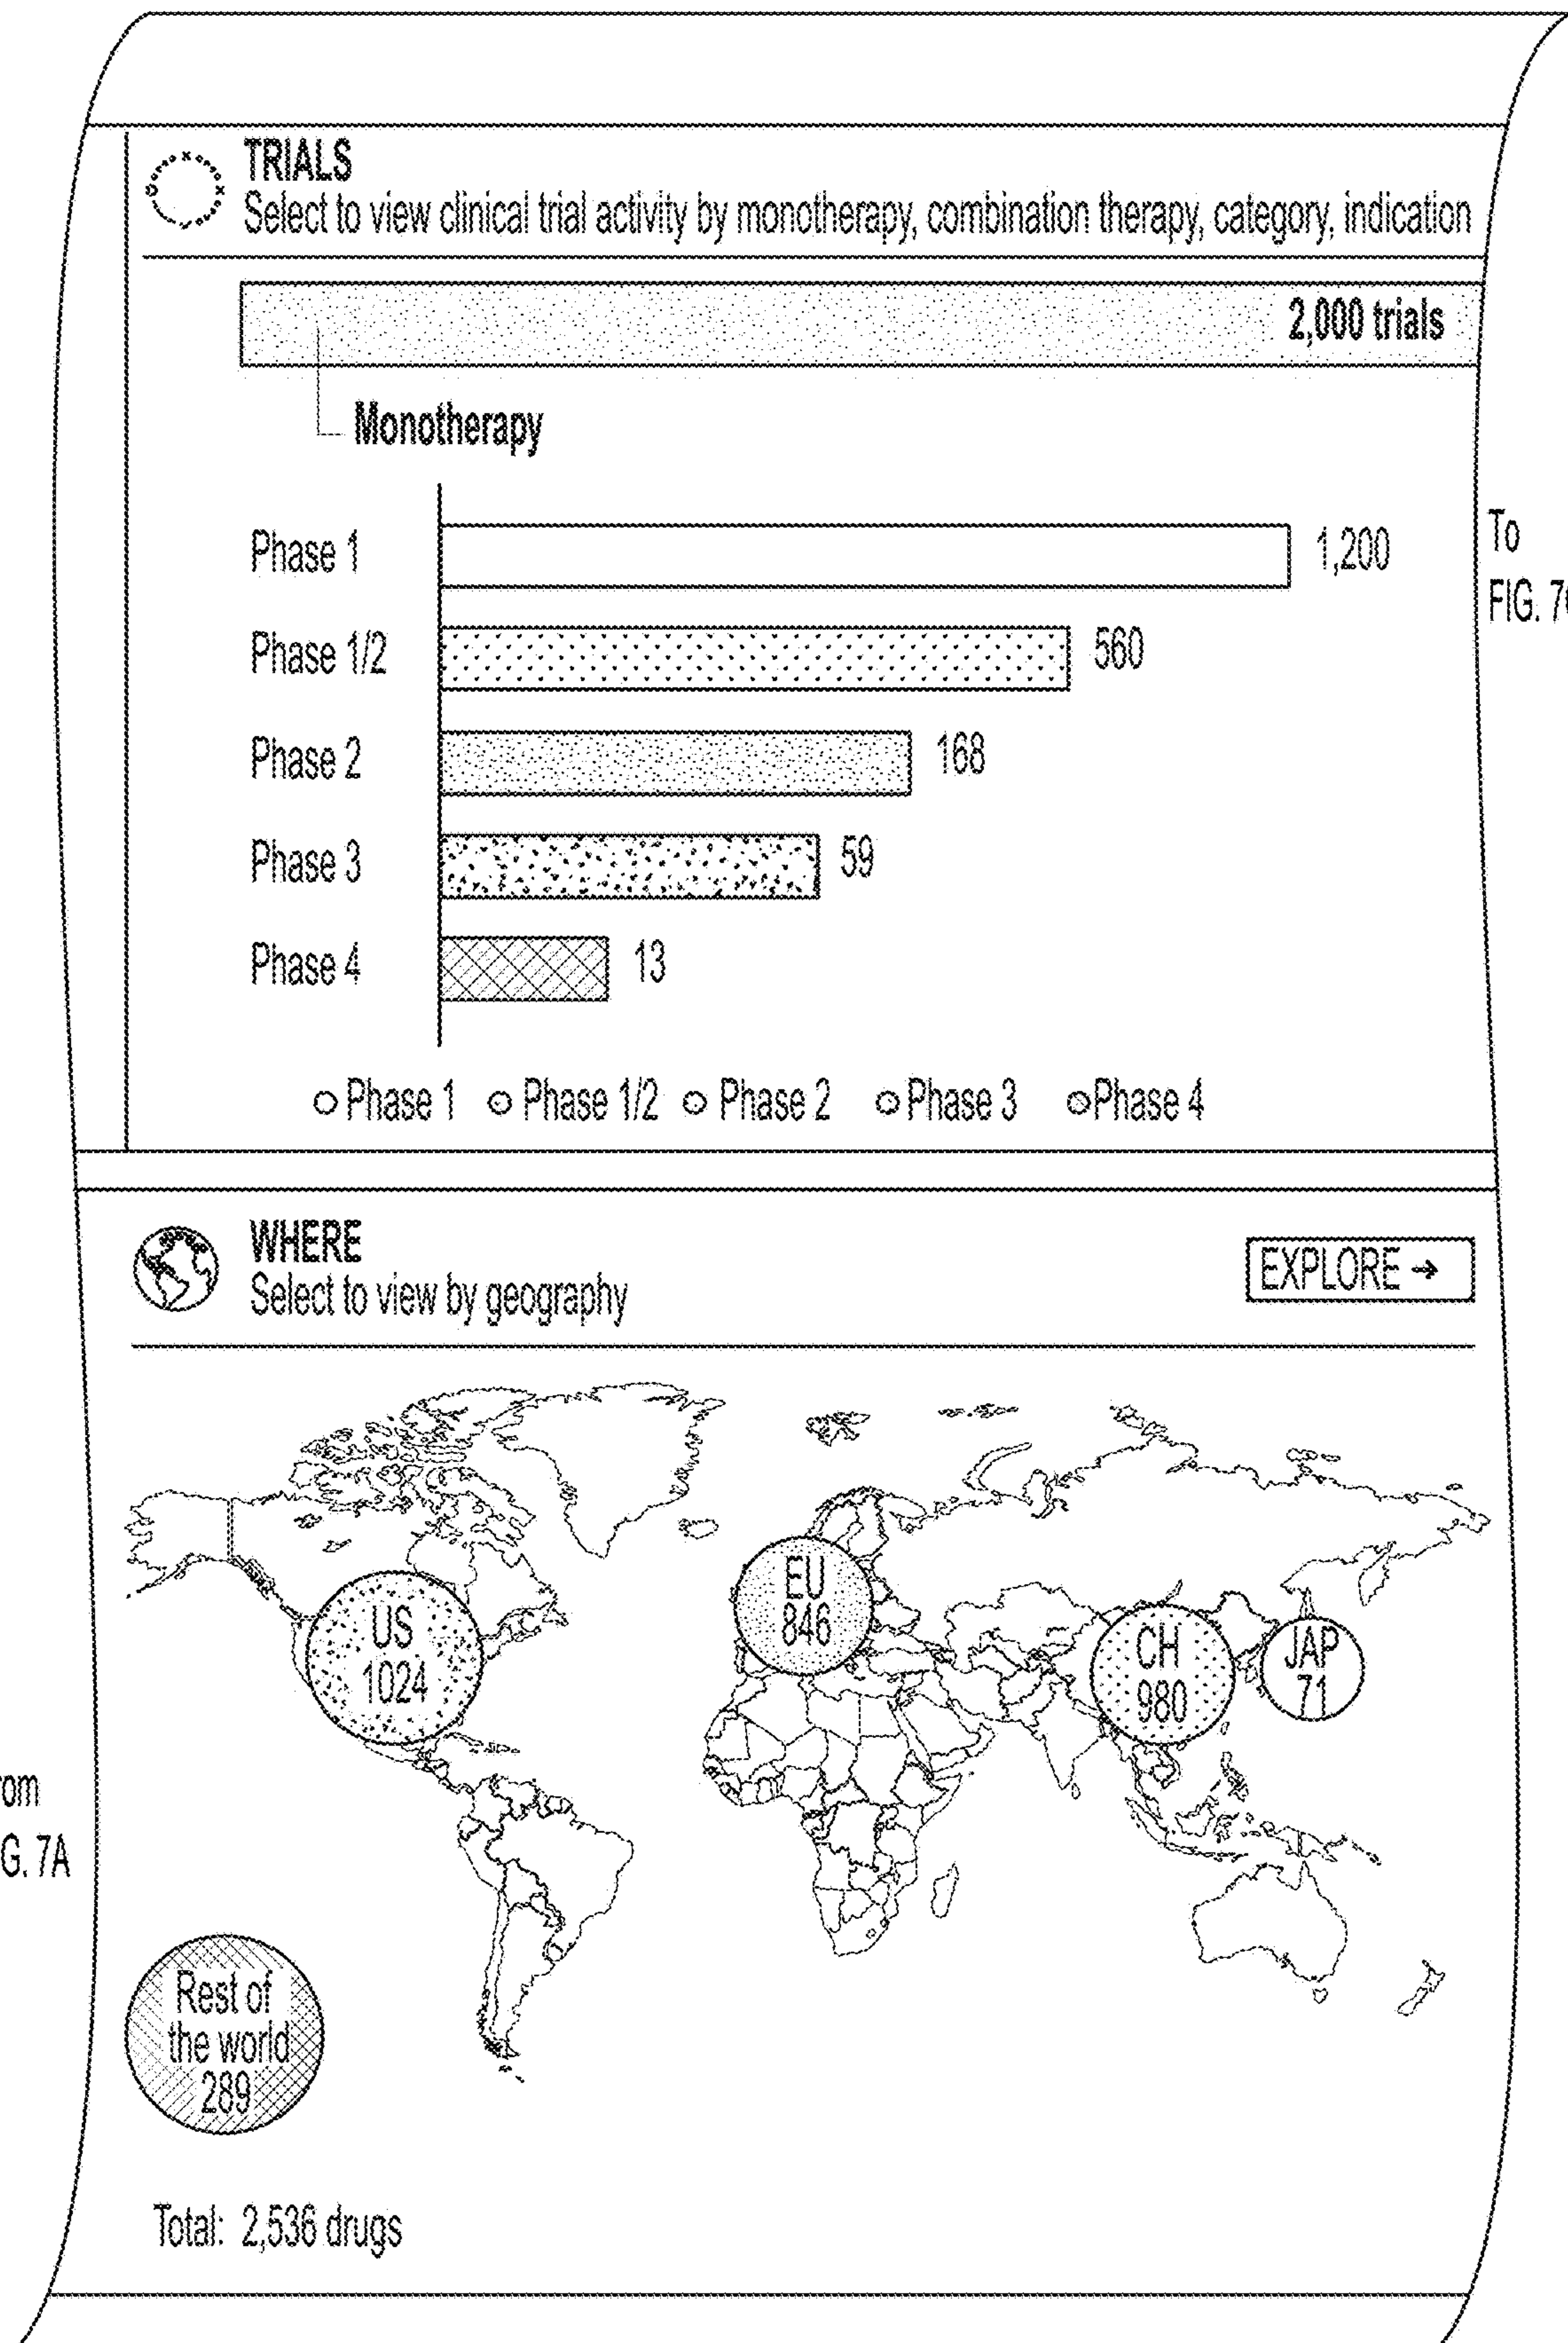 TRIALS
Select to view clinical trial activity by monotherapy, combination therapy, category, indication
2,000 trials
Monotherapy
Phase 1 1,200
Phase 1/2 560
Phase 2 168
Phase 3 59
Phase 4 13
To
FIG.
Phase 1 Phase 1/2 Phase 2 Phase 3 Phase 4
WHERE
Select to view by geography
EXPLORE →
US
1024
EU
846
CH
980
JAP
71
om
G. 7A
Rest of
the world
289
Total: 2,536 drugs